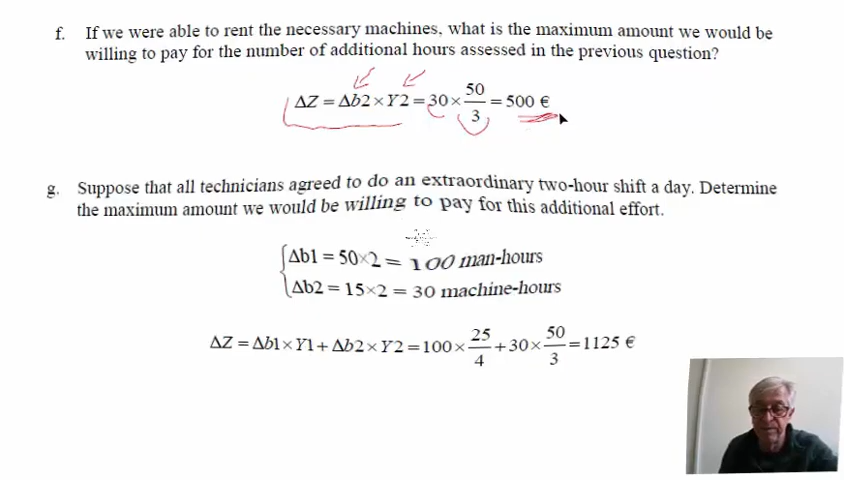 f. If we were able to rent the necessary machines, what is the maximum amount we would be
willing to pay for the number of additional hours assessed in the previous question?
ΔZ = Δb2 × Y2 = 30 × 50/3 = 500 €
g. Suppose that all technicians agreed to do an extraordinary two-hour shift a day. Determine
the maximum amount we would be willing to pay for this additional effort.
Δb1 = 50×2 = 100 man-hours
Δb2 = 15×2 = 30 machine-hours
ΔZ = Δb1 × Y1 + Δb2 × Y2 = 100 × 25/4 + 30 × 50/3 = 1125 €